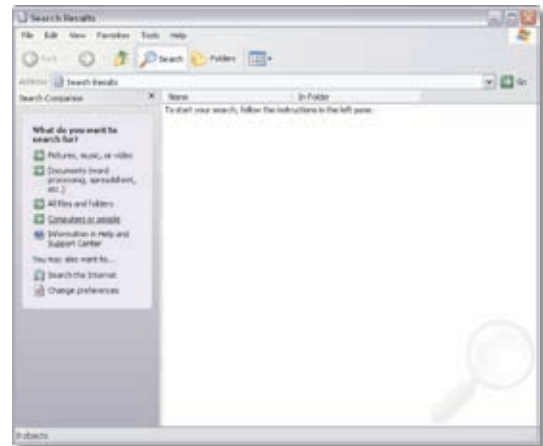 Search Results
File Edit View Favorites Tools Help
Back Search Folders
Address Search Results Go
Search Companion
Name In Folder
To start your search, follow the instructions in the left pane.
What do you want to
search for?
Pictures, music, or video
Documents (word
processing, spreadsheet,
etc.)
All files and folders
Computers or people
Information in Help and
Support Center
You may also want to...
Search the Internet
Change preferences
0 objects